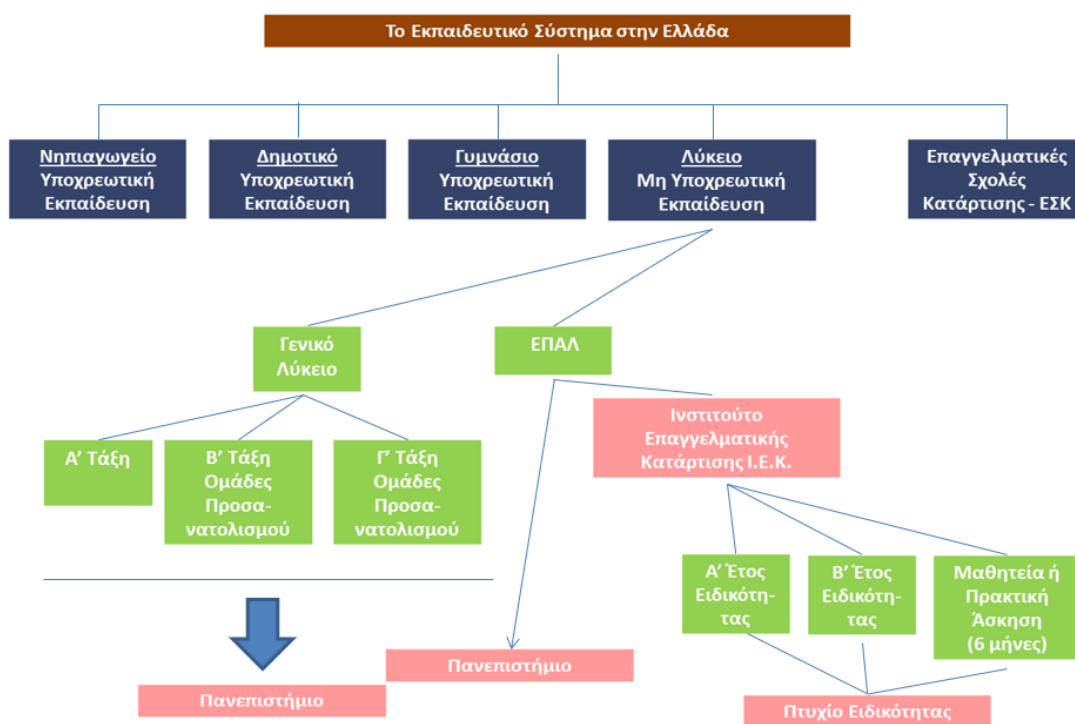 Το Εκπαιδευτικό Σύστημα στην Ελλάδα
Νηπιαγωγείο
Υποχρεωτική
Εκπαίδευση
Δημοτικό
Υποχρεωτική
Εκπαίδευση
Γυμνάσιο
Υποχρεωτική
Εκπαίδευση
Λύκειο
Μη Υποχρεωτική
Εκπαίδευση
Επαγγελματικές
Σχολές
Κατάρτισης - ΕΣΚ
Γενικό
Λύκειο
ΕΠΑΛ
Α’ Τάξη
Β’ Τάξη
Ομάδες
Προσα-
νατολισμού
Γ’ Τάξη
Ομάδες
Προσα-
νατολισμού
Ινστιτούτο
Επαγγελματικής
Κατάρτισης Ι.Ε.Κ.
Α’ Έτος
Ειδικότη-
τας
Β’ Έτος
Ειδικότη-
τας
Μαθητεία ή
Πρακτική
Άσκηση
(6 μήνες)
Πανεπιστήμιο
Πανεπιστήμιο
Πτυχίο Ειδικότητας